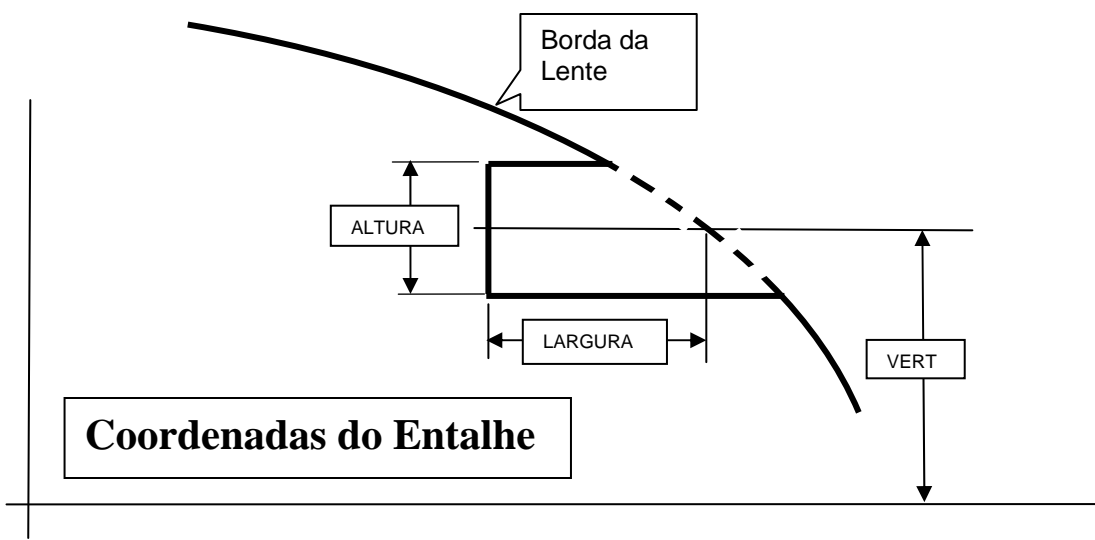 Borda da
Lente
ALTURA
LARGURA
VERT
Coordenadas do Entalhe